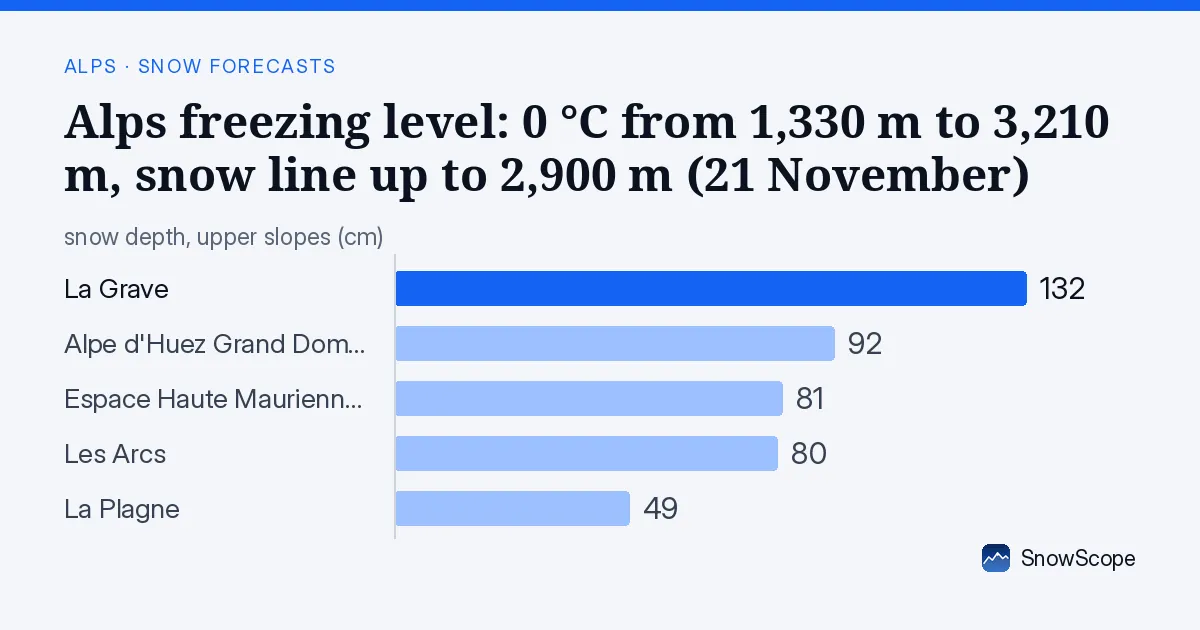 ALPS · SNOW FORECASTS
Alps freezing level: 0 °C from 1,330 m to 3,210
m, snow line up to 2,900 m (21 November)
snow depth, upper slopes (cm)
La Grave 132
Alpe d'Huez Grand Dom... 92
Espace Haute Maurienn... 81
Les Arcs 80
La Plagne 49
SnowScope